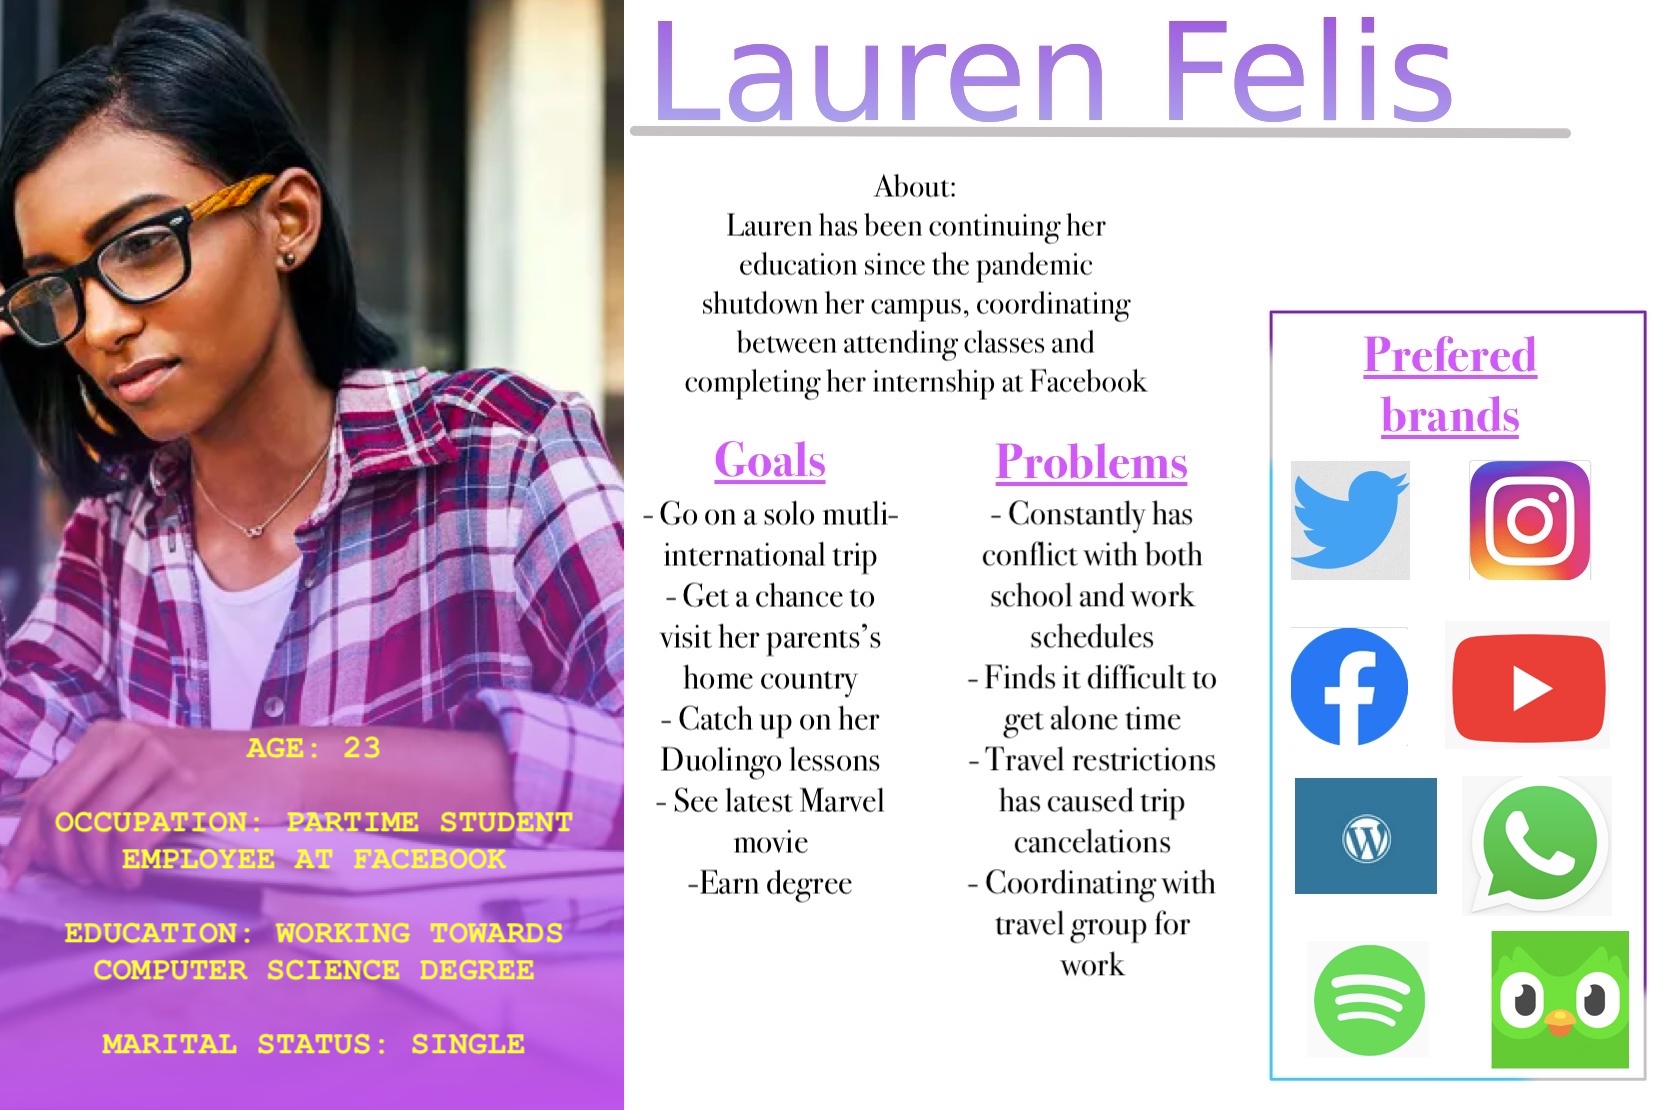 Lauren Felis
About:
Lauren has been continuing her
education since the pandemic
shutdown her campus, coordinating
between attending classes and
completing her internship at Facebook
Goals
- Go on a solo mutli-
international trip
- Get a chance to
visit her parents’s
home country
- Catch up on her
Duolingo lessons
- See latest Marvel
movie
-Earn degree
Problems
- Constantly has
conflict with both
school and work
schedules
- Finds it difficult to
get alone time
- Travel restrictions
has caused trip
cancelations
- Coordinating with
travel group for
work
Prefered
brands
AGE: 23
OCCUPATION: PARTIME STUDENT
EMPLOYEE AT FACEBOOK
EDUCATION: WORKING TOWARDS
COMPUTER SCIENCE DEGREE
MARITAL STATUS: SINGLE